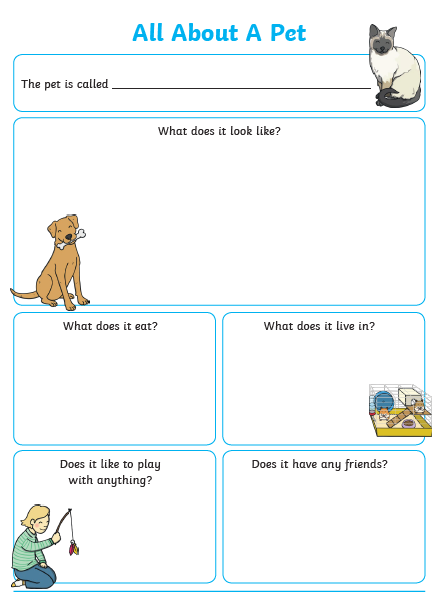 All About A Pet
The pet is called
What does it look like?
What does it eat?
What does it live in?
Does it like to play
with anything?
Does it have any friends?